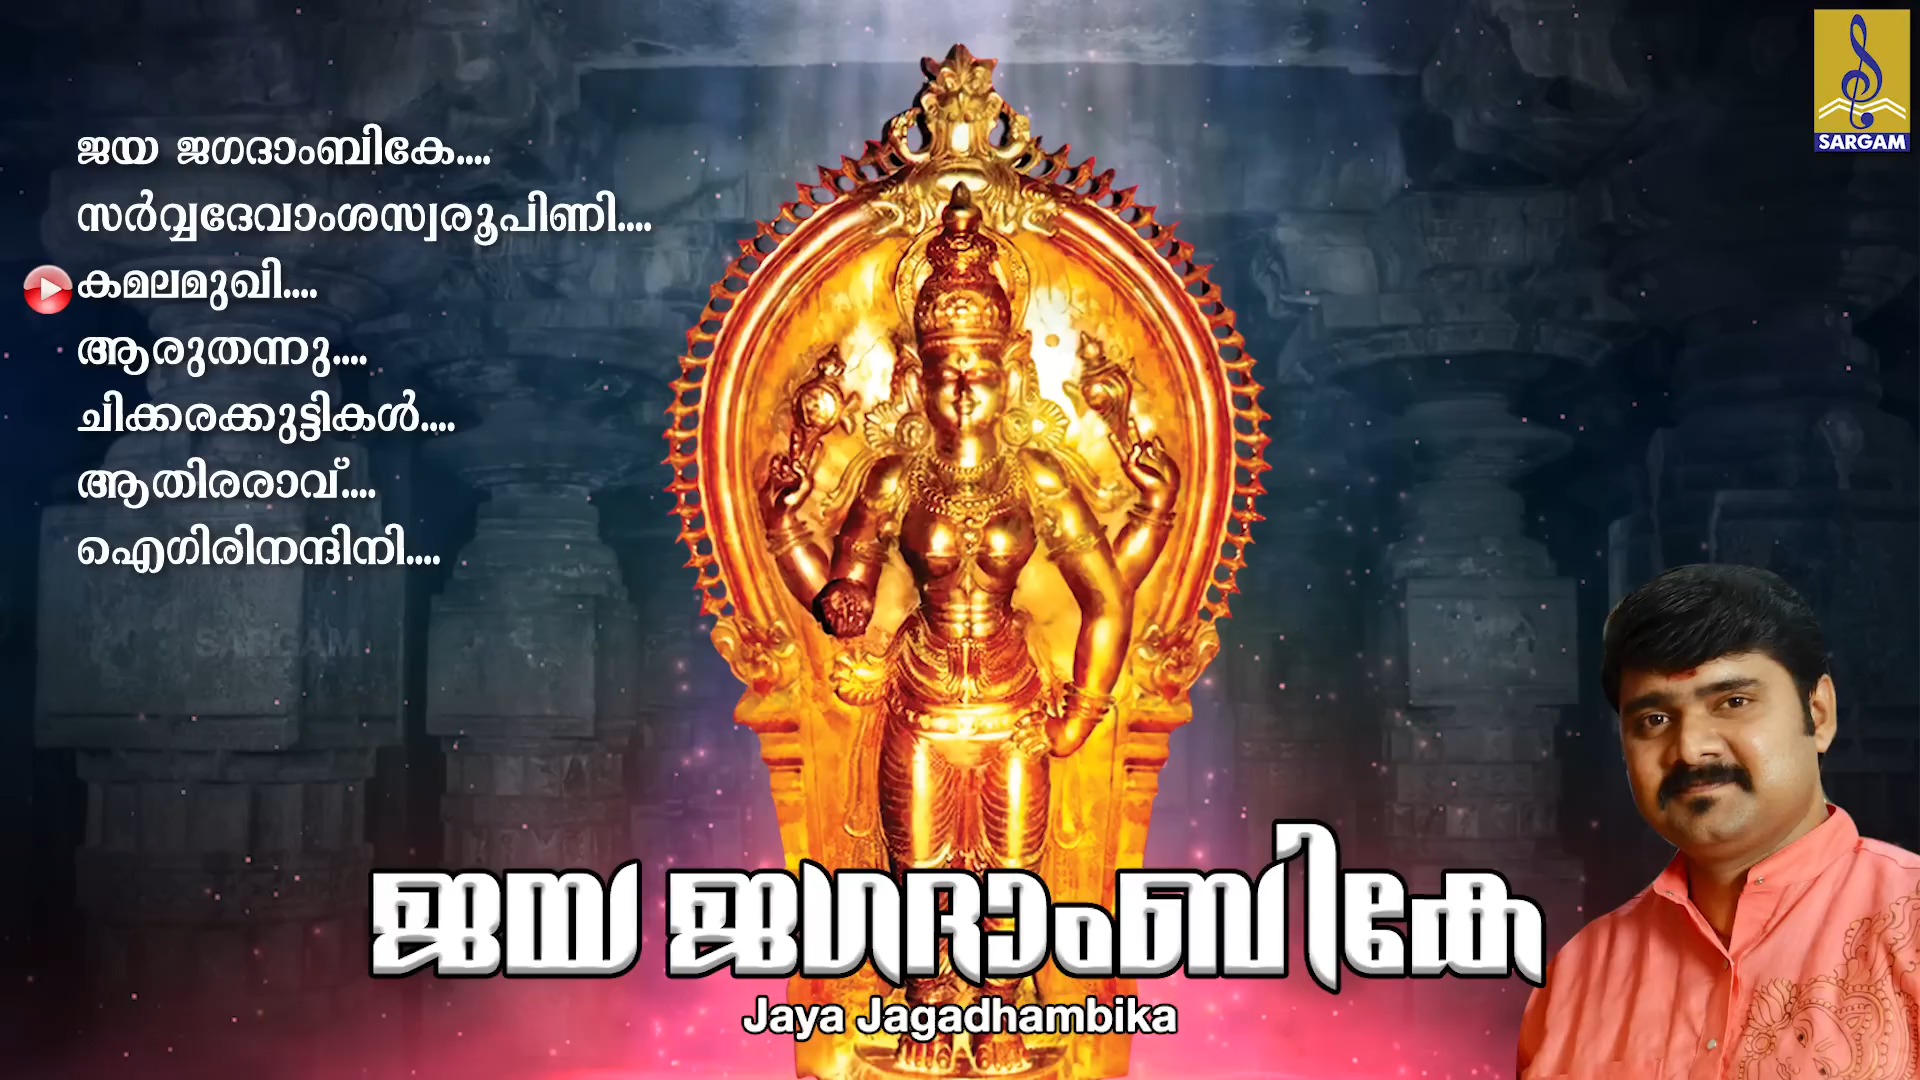 ജയ ജഗദാംബികേ....
സർവ്വദേവാംശസ്വരൂപിണി....
കമലമുഖി....
ആരുതന്നു....
ചിക്കരക്കുട്ടികൾ....
ആതിരരാവ്....
ഐഗിരിനന്ദിനി....
SARGAM
SARGAM
ജയ ജഗദാംബികേ
Jaya Jagadhambika